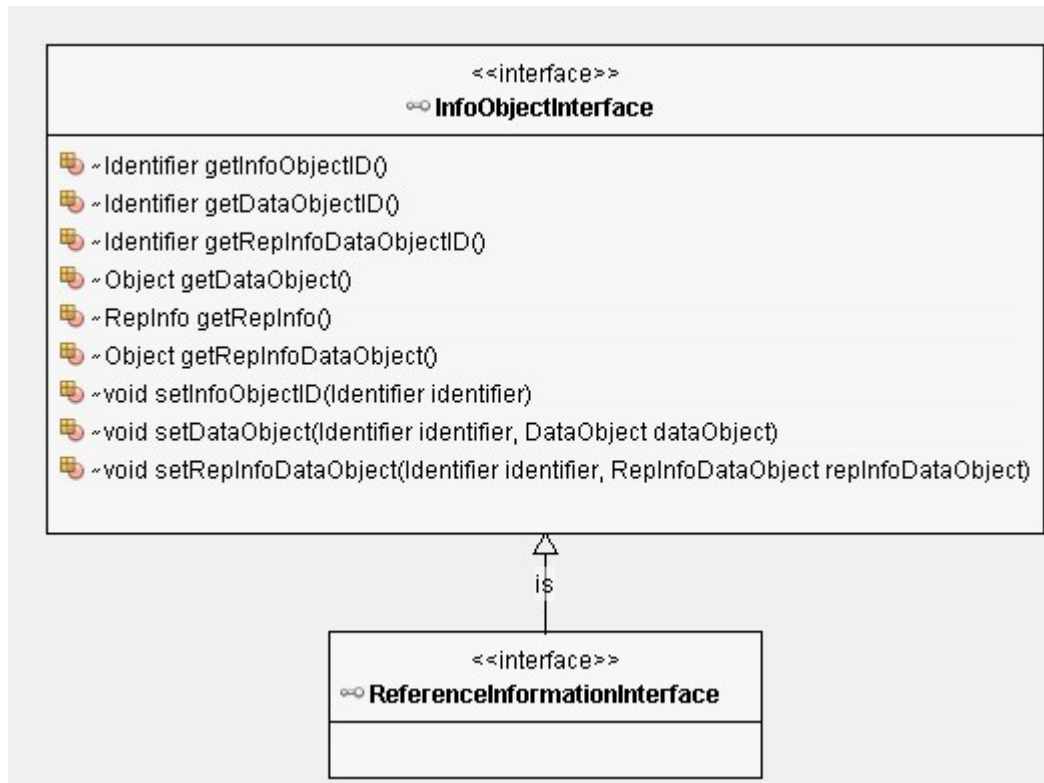 <<interface>>
InfoObjectInterface
~Identifier getInfoObjectID()
~Identifier getDataObjectID()
~Identifier getRepInfoDataObjectID()
~Object getDataObject()
~RepInfo getRepInfo()
~Object getRepInfoDataObject()
~void setInfoObjectID(Identifier identifier)
~void setDataObject(Identifier identifier, DataObject dataObject)
~void setRepInfoDataObject(Identifier identifier, RepInfoDataObject repInfoDataObject)
is
<<interface>>
ReferenceInformationInterface